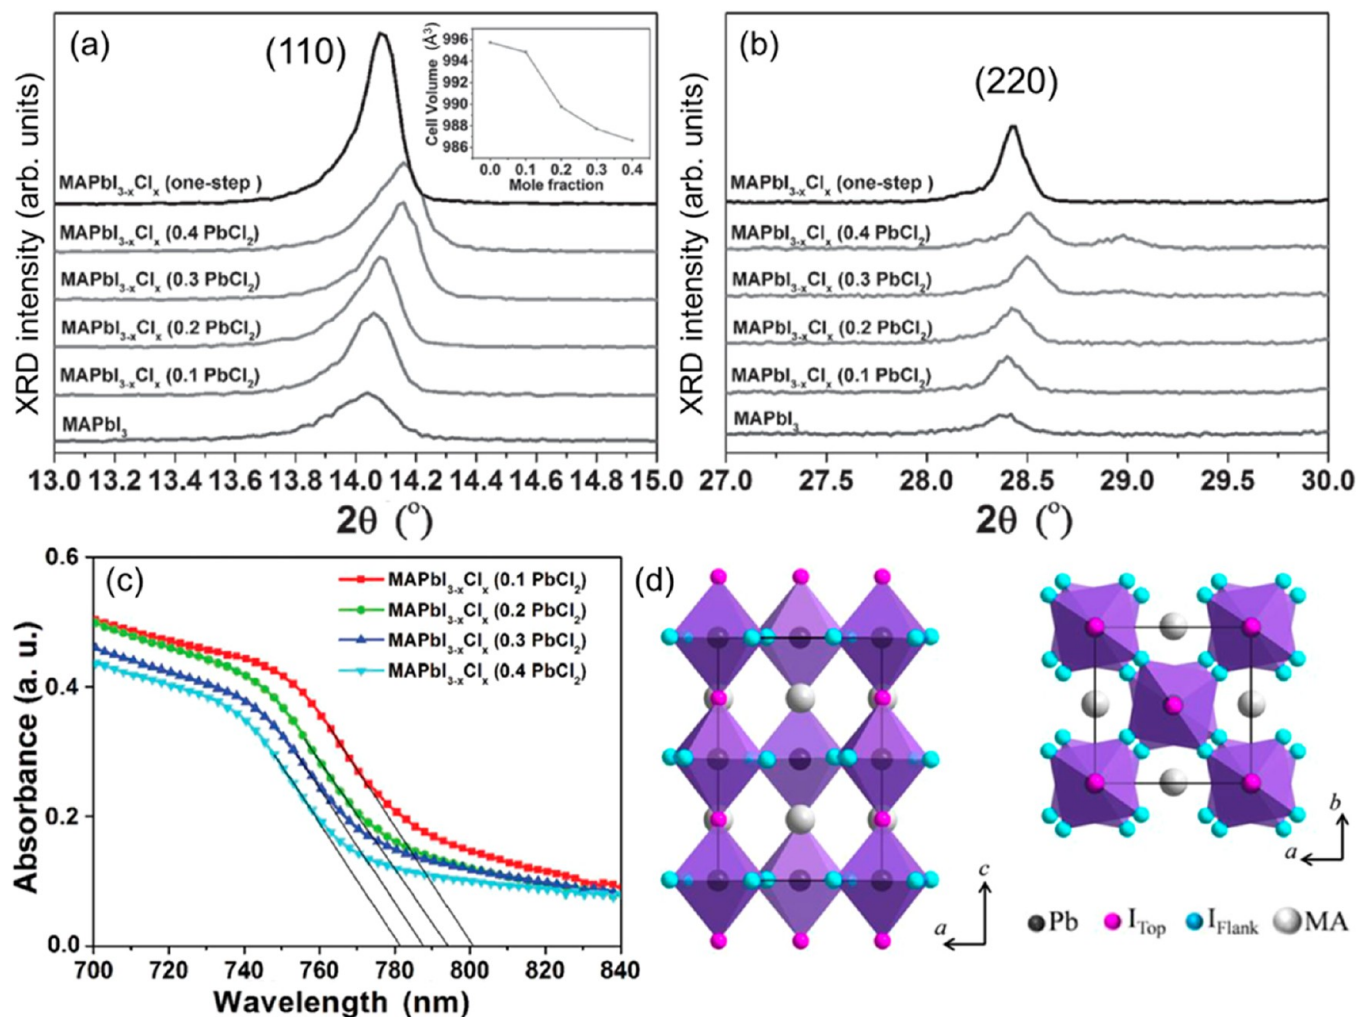 (a)
(110)
XRD intensity (arb. units)
MAPbI3-xClx (one-step )
MAPbI3-xClx (0.4 PbCl2)
MAPbI3-xClx (0.3 PbCl2)
MAPbI3-xClx (0.2 PbCl2)
MAPbI3-xClx (0.1 PbCl2)
MAPbI3
13.0 13.2 13.4 13.6 13.8 14.0 14.2 14.4 14.6 14.8 15.0
2θ (°)
Cell Volume (Å3)
996
994
992
990
988
986
0.0 0.1 0.2 0.3 0.4
Mole fraction
(b)
(220)
XRD intensity (arb. units)
MAPbI3-xClx (one-step )
MAPbI3-xClx (0.4 PbCl2)
MAPbI3-xClx (0.3 PbCl2)
MAPbI3-xClx (0.2 PbCl2)
MAPbI3-xClx (0.1 PbCl2)
MAPbI3
27.0 27.5 28.0 28.5 29.0 29.5 30.0
2θ (°)
(c)
Absorbance (a. u.)
0.6
0.4
0.2
0.0
MAPbI3-xClx (0.1 PbCl2)
MAPbI3-xClx (0.2 PbCl2)
MAPbI3-xClx (0.3 PbCl2)
MAPbI3-xClx (0.4 PbCl2)
700 720 740 760 780 800 820 840
Wavelength (nm)
(d)
c
a
b
a
Pb ITop IFlank MA